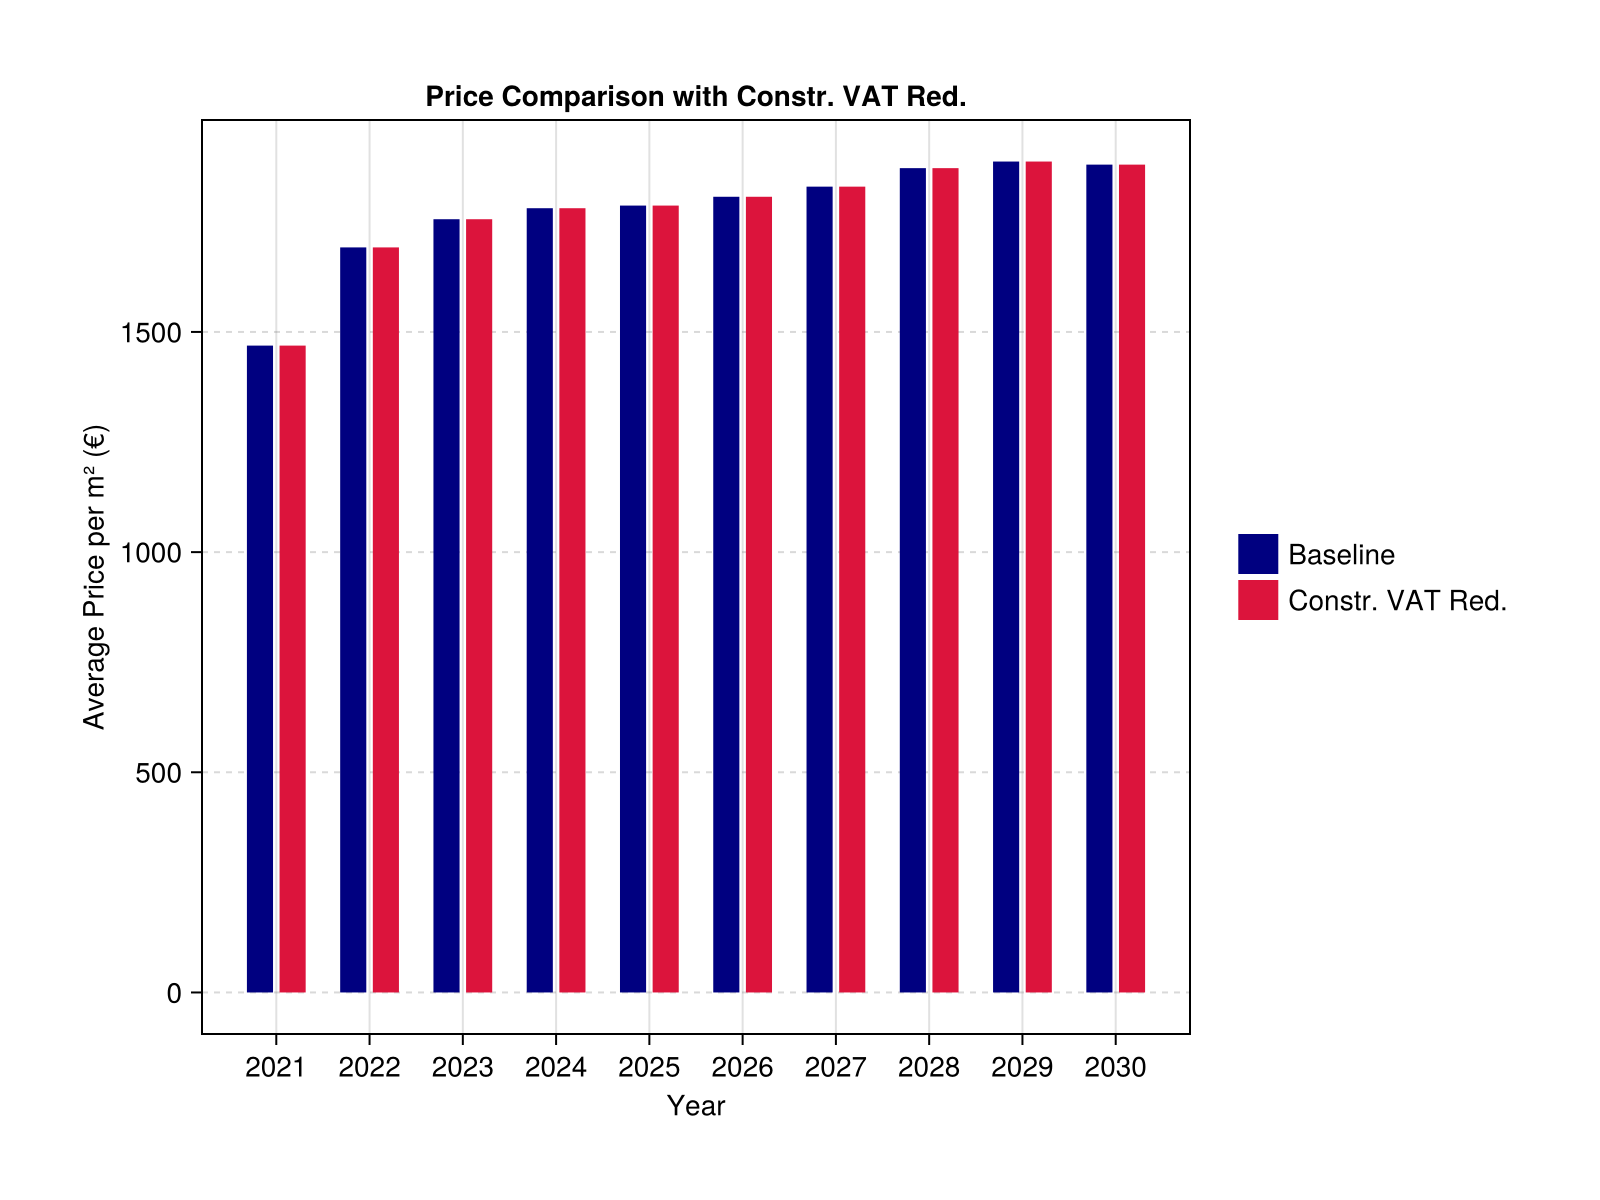 Price Comparison with Constr. VAT Red.
Average Price per m² (€)
1500
1000
500
0
2021 2022 2023 2024 2025 2026 2027 2028 2029 2030
Year
Baseline
Constr. VAT Red.